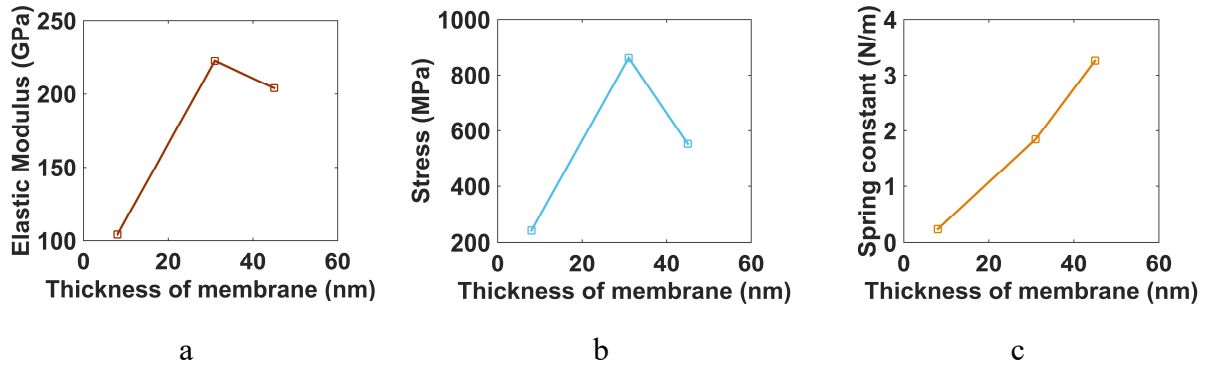 Elastic Modulus (GPa)
250
200
150
100
0 20 40 60
Thickness of membrane (nm)
a
Stress (MPa)
1000
800
600
400
200
0 20 40 60
Thickness of membrane (nm)
b
Spring constant (N/m)
4
3
2
1
0
0 20 40 60
Thickness of membrane (nm)
c